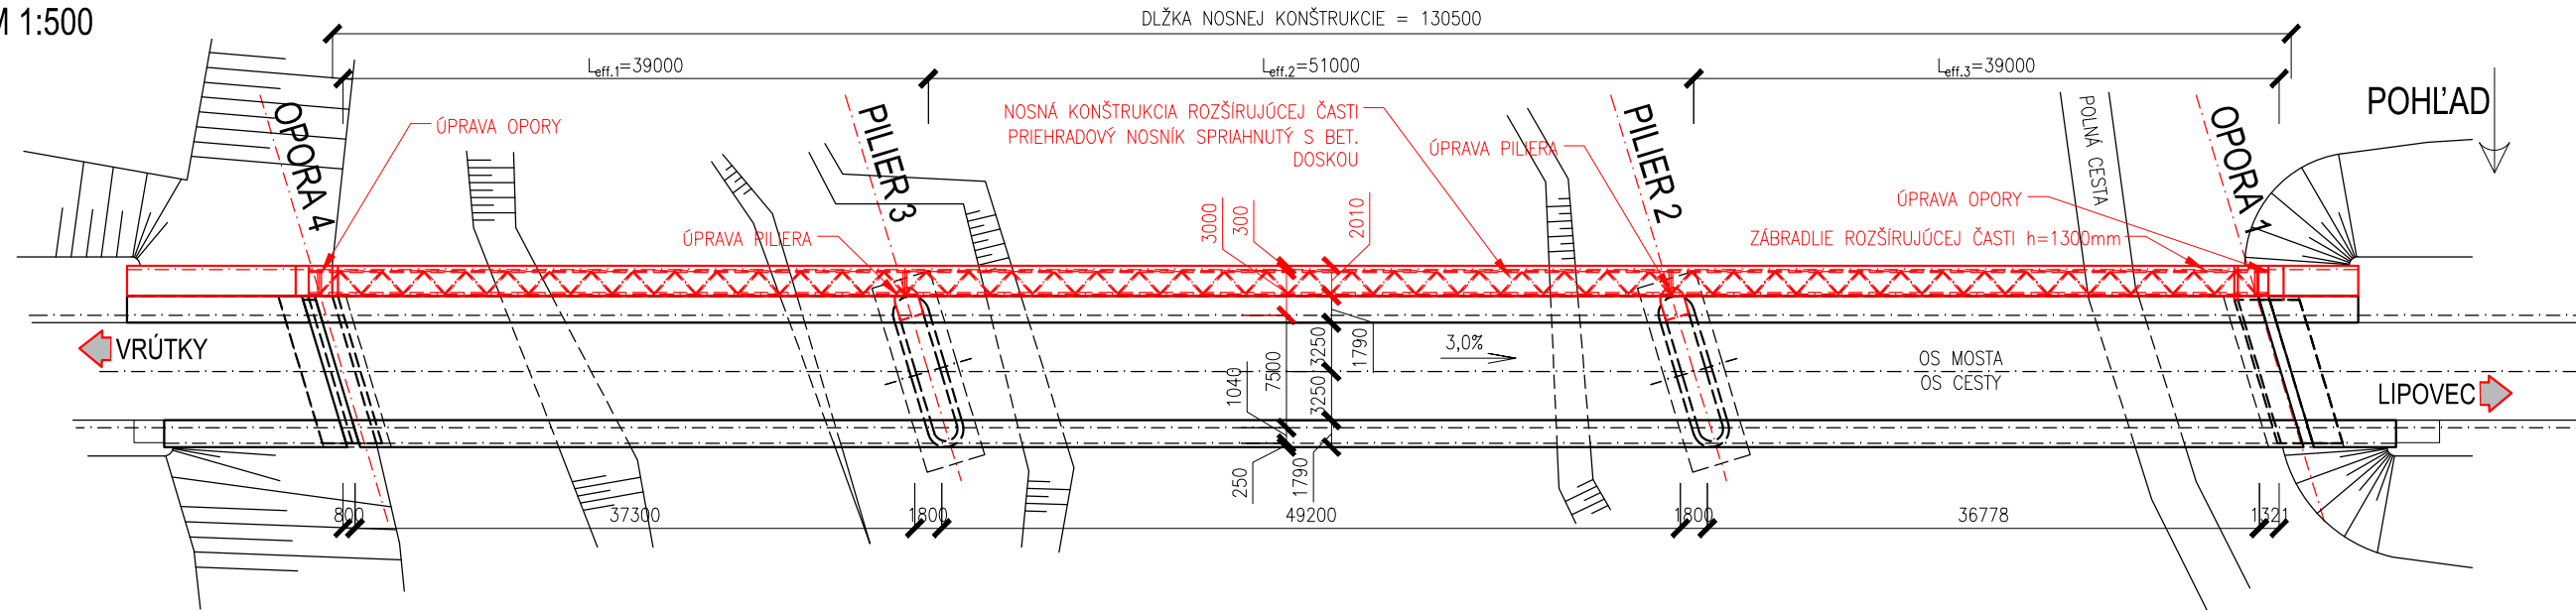 M 1:500
DLŽKA NOSNEJ KONŠTRUKCIE = 130500
Leff.1=39000
Leff.2=51000
Leff.3=39000
POHĽAD
OPORA 4
ÚPRAVA OPORY
PILIER 3
NOSNÁ KONŠTRUKCIA ROZŠÍRUJÚCEJ ČASTI
PRIEHRADOVÝ NOSNÍK SPRIAHNUTÝ S BET.
DOSKOU
ÚPRAVA PILIERA
PILIER 2
POLNÁ CESTA
OPORA 1
ÚPRAVA OPORY
ZÁBRADLIE ROZŠÍRUJÚCEJ ČASTI h=1300mm
ÚPRAVA PILIERA
3000
300
2010
VRÚTKY
7500
3250
1790
3,0%
OS MOSTA
OS CESTY
1040
3250
LIPOVEC
250
1790
800
37300
1800
49200
1800
36778
1321